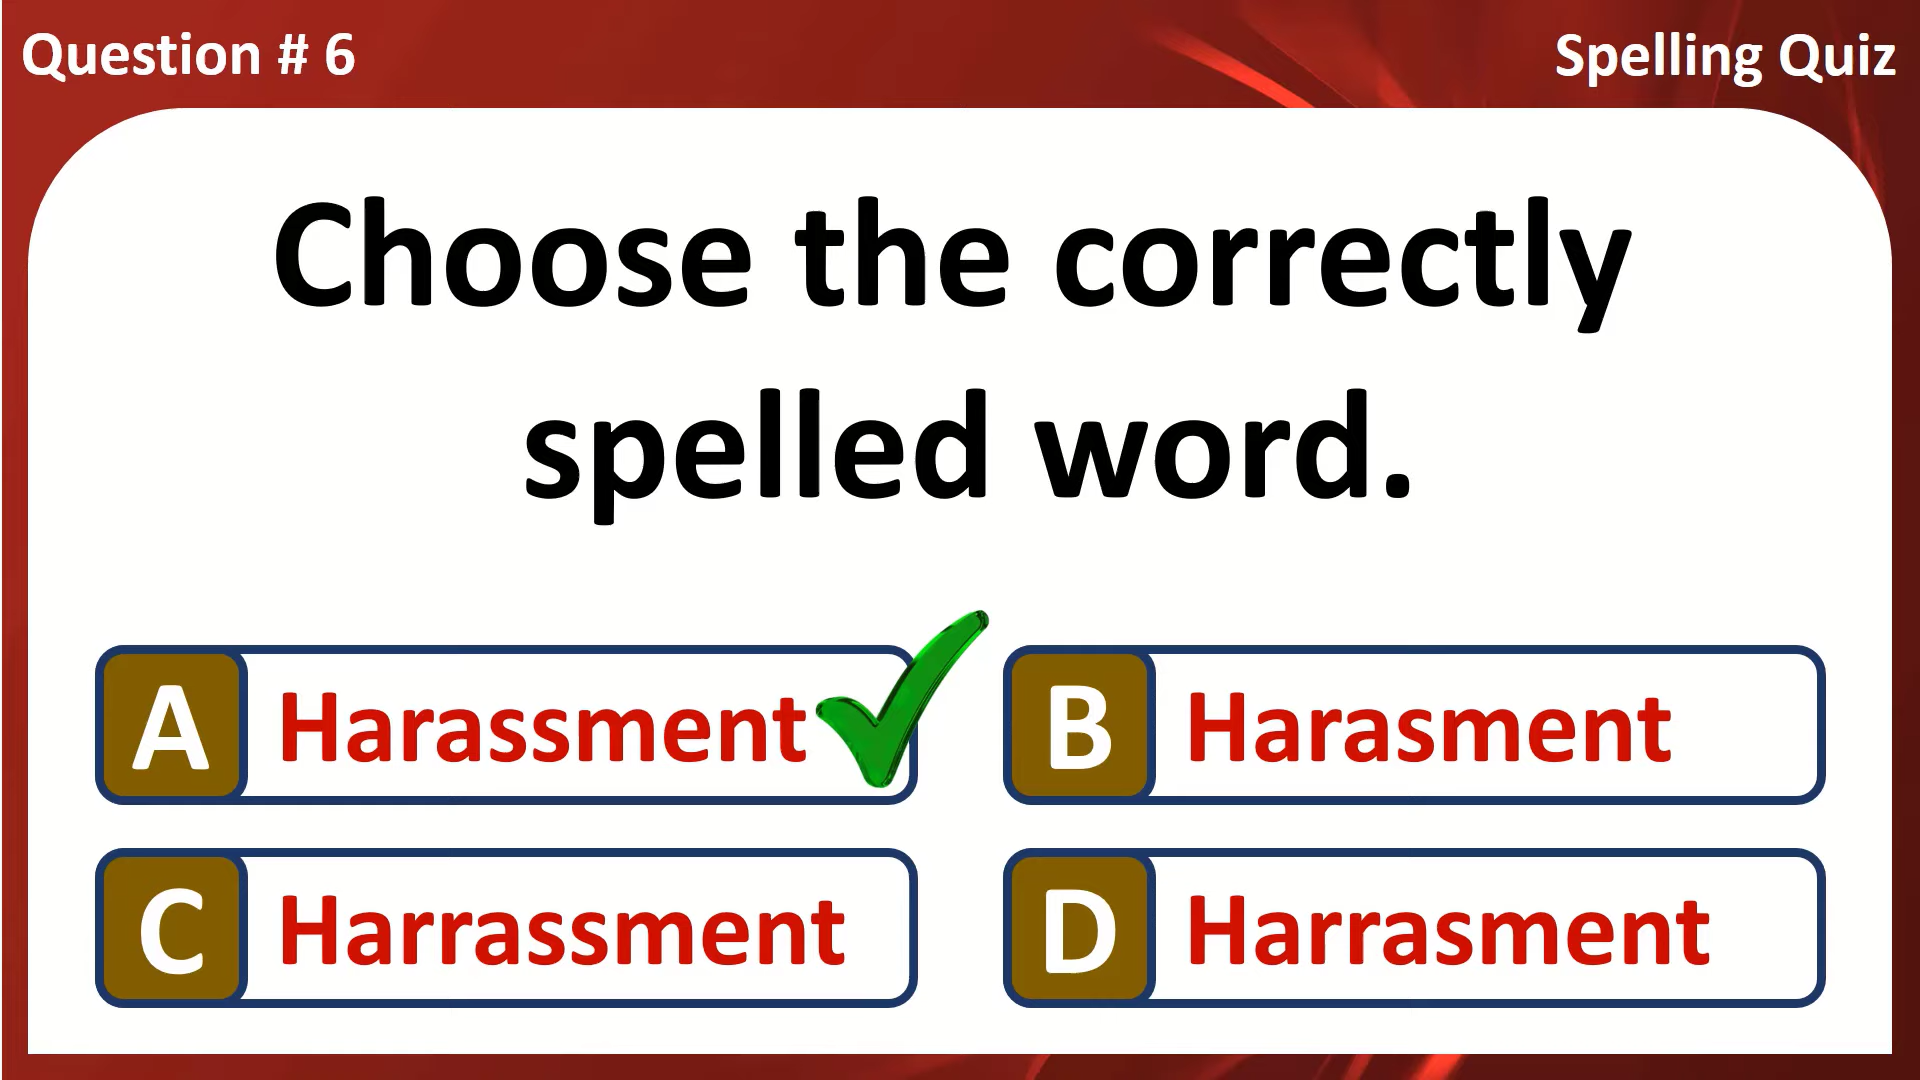 Question # 6
Spelling Quiz
Choose the correctly
spelled word.
A Harassment
B Harasment
C Harrassment
D Harrasment